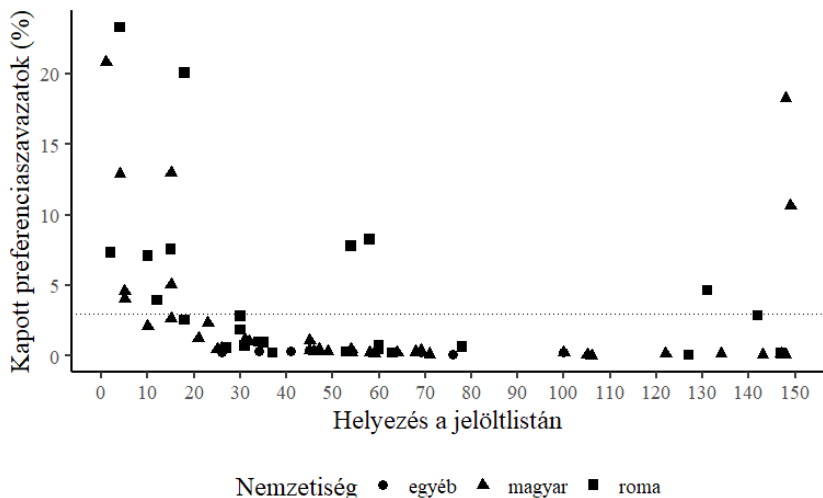 Kapott preferenciaszavazatok (%)
20
15
10
5
0
0 10 20 30 40 50 60 70 80 90 100 110 120 130 140 150
Helyezés a jelöltlistán
Nemzetiség egyéb magyar roma